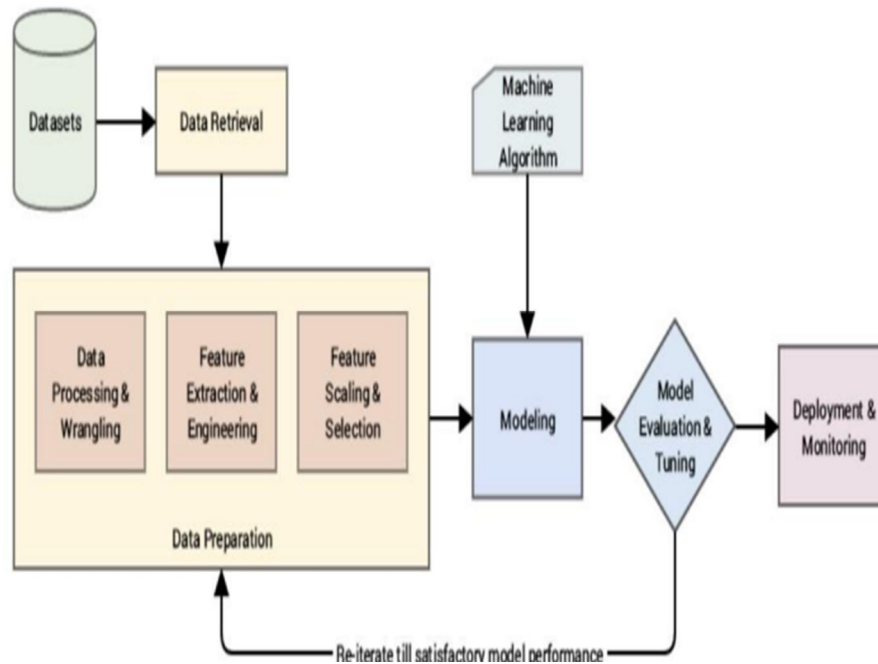 Datasets
Data Retrieval
Machine
Learning
Algorithm
Data
Processing &
Wrangling
Feature
Extraction &
Engineering
Feature
Scaling &
Selection
Data Preparation
Modeling
Model
Evaluation &
Tuning
Deployment &
Monitoring
Re-iterate till satisfactory model performance